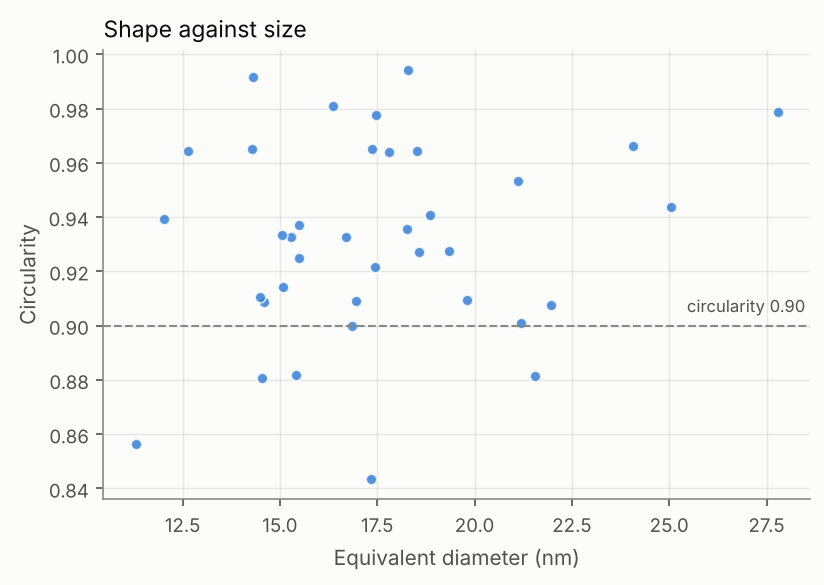 Shape against size
1.00
0.98
0.96
0.94
0.92
0.90
0.88
0.86
0.84
Circularity
circularity 0.90
12.5 15.0 17.5 20.0 22.5 25.0 27.5
Equivalent diameter (nm)